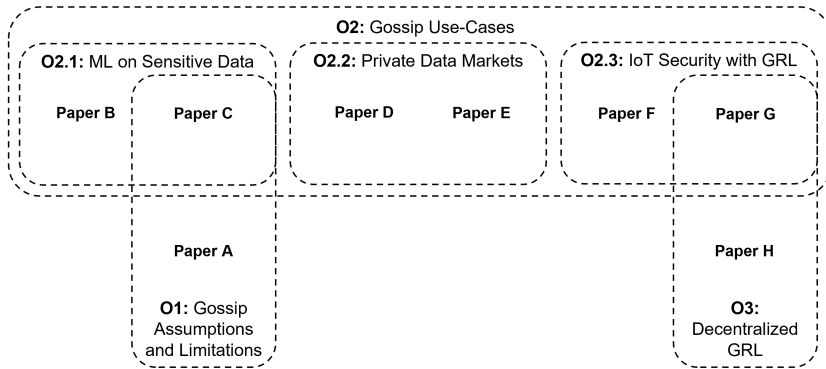 O2: Gossip Use-Cases
O2.1: ML on Sensitive Data
O2.2: Private Data Markets
O2.3: IoT Security with GRL
Paper B
Paper C
Paper D
Paper E
Paper F
Paper G
Paper A
Paper H
O1: Gossip
Assumptions
and Limitations
O3:
Decentralized
GRL